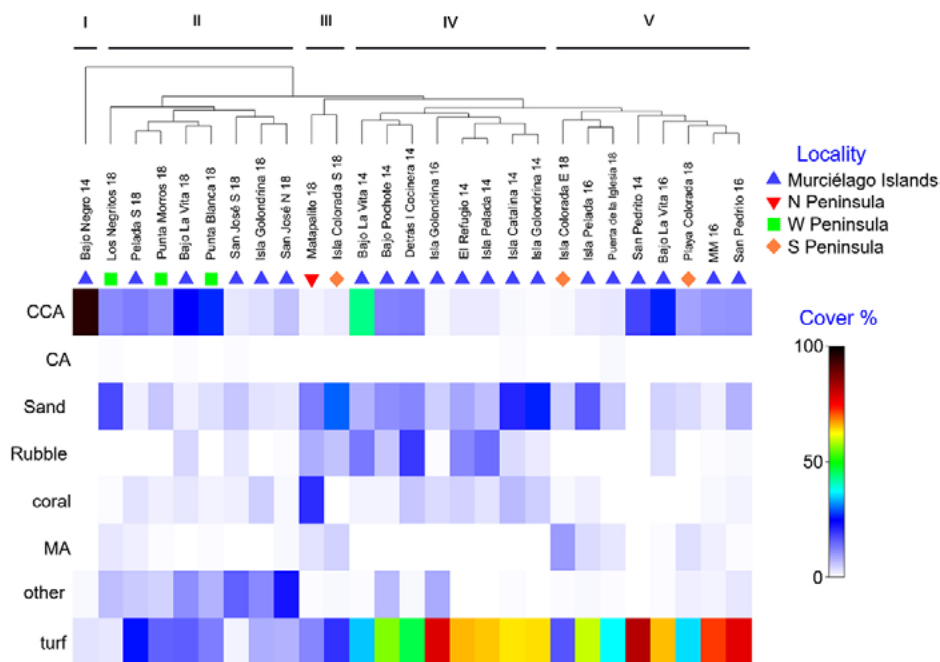 I II III IV V
Bajo Negro 14
Los Negritos 18
Pelada S 18
Punta Morros 18
Bajo La Vita 18
Punta Blanca 18
San José S 18
Isla Golondrina 18
San José N 18
Matapalito 18
Isla Colorada S 18
Bajo La Vita 14
Bajo Pochote 14
Detrás I Cocinera 14
Isla Golondrina 16
El Refugio 14
Isla Pelada 14
Isla Catalina 14
Isla Golondrina 14
Isla Colorada E 18
Isla Pelada 16
Puerta de la Iglesia 18
San Pedrito 14
Bajo La Vita 16
Playa Colorada 18
MM 16
San Pedrito 16
Locality
Murciélago Islands
N Peninsula
W Peninsula
S Peninsula
CCA
CA
Sand
Rubble
coral
MA
other
turf
Cover %
100
50
0